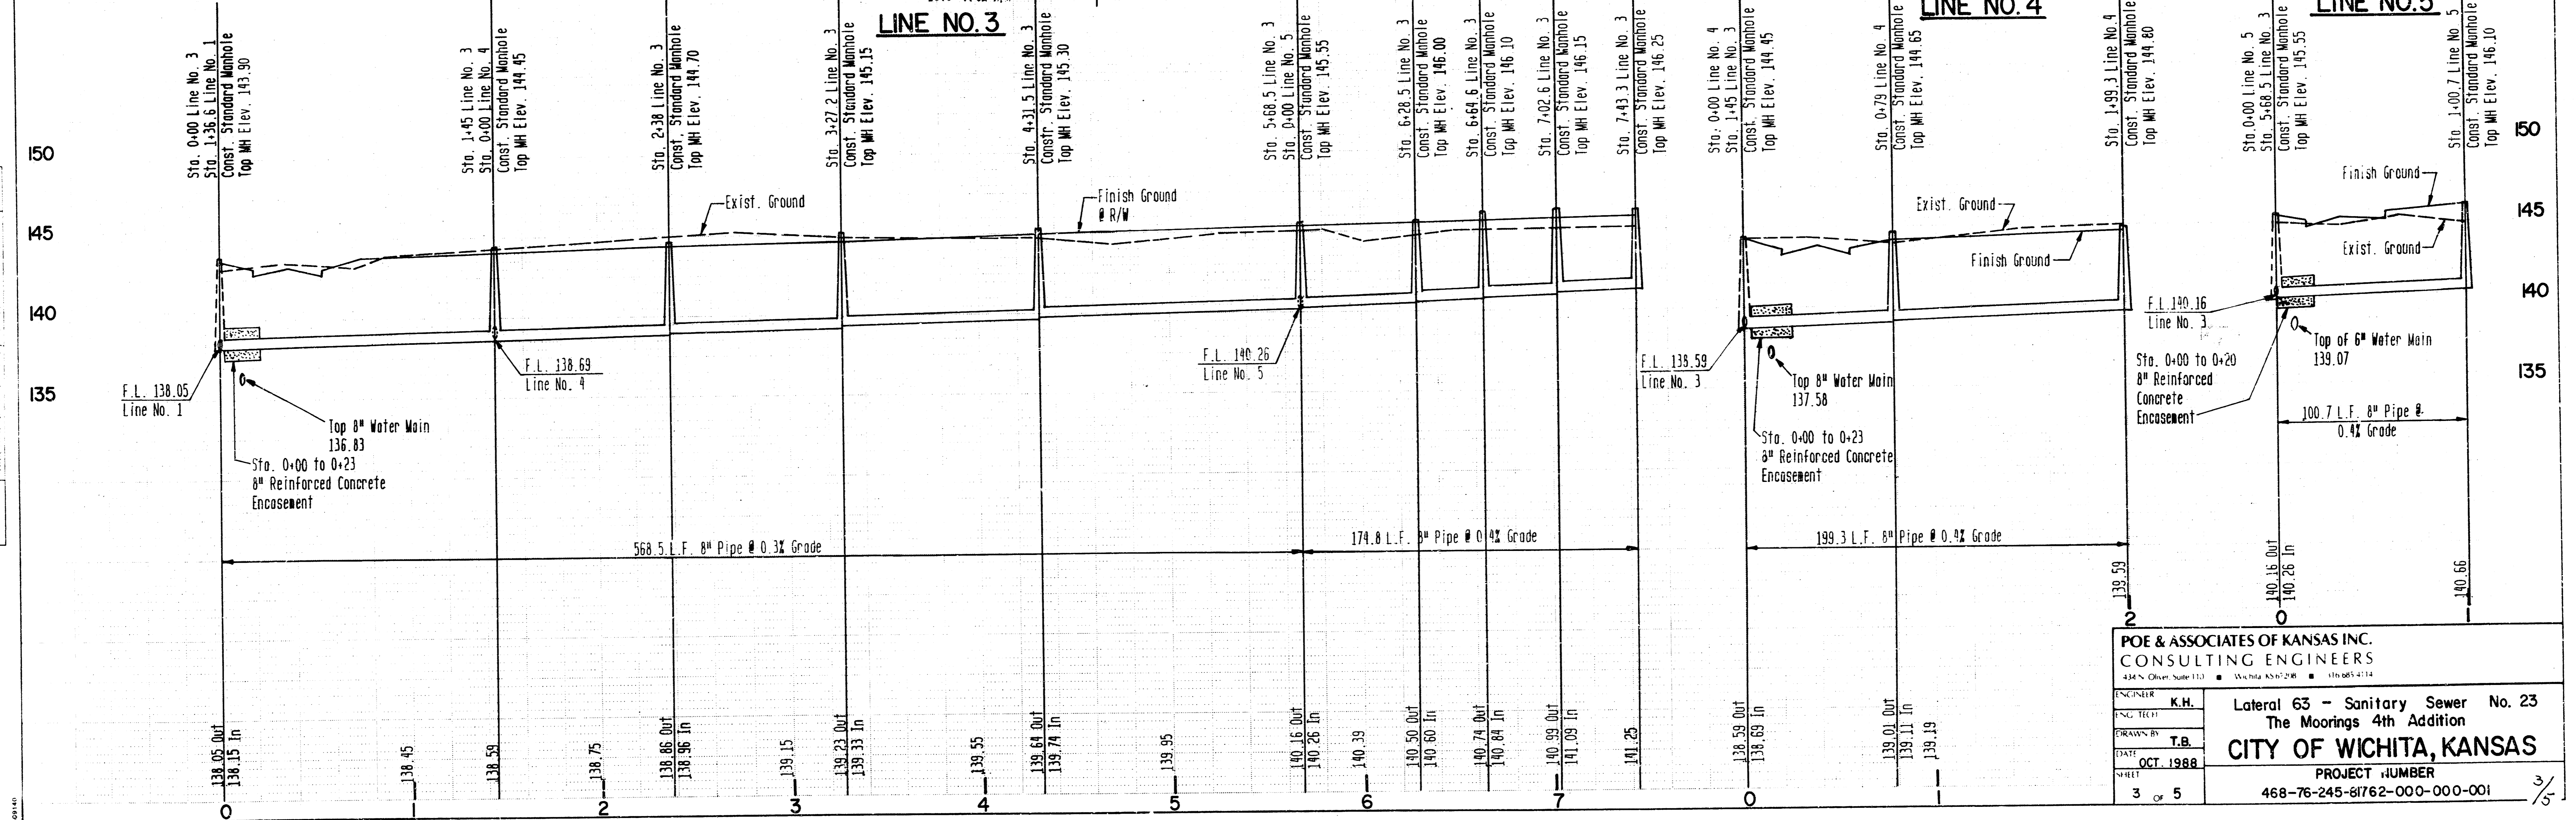 LINE NO. 3
LINE NO. 4
LINE NO. 5
Sta. 0+00 Line No. 3
Sta. 1+36.6 Line No. 1
Const. Standard Manhole
Top MH Elev. 143.90
Sta. 1+45 Line No. 3
Sta. 0+00 Line No. 4
Const. Standard Manhole
Top MH Elev. 144.45
Sta. 2+38 Line No. 3
Const. Standard Manhole
Top MH Elev. 144.70
Sta. 3+27.2 Line No. 3
Const. Standard Manhole
Top MH Elev. 145.15
Sta. 4+31.5 Line No. 3
Constr. Standard Manhole
Top MH Elev. 145.30
Sta. 5+68.5 Line No. 3
Sta. 0+00 Line No. 5
Const. Standard Manhole
Top MH Elev. 145.55
Sta. 6+28.5 Line No. 3
Const. Standard Manhole
Top MH Elev. 146.00
Sta. 6+64.6 Line No. 3
Const. Standard Manhole
Top MH Elev. 146.10
Sta. 7+02.6 Line No. 3
Const. Standard Manhole
Top MH Elev. 146.15
Sta. 7+43.3 Line No. 3
Const. Standard Manhole
Top MH Elev. 146.25
Sta. 0+00 Line No. 4
Sta. 1+45 Line No. 3
Const. Standard Manhole
Top MH Elev. 144.45
Sta. 0+79 Line No. 4
Const. Standard Manhole
Top MH Elev. 144.65
Sta. 1+99.3 Line No. 4
Const. Standard Manhole
Top MH Elev. 144.80
Sta. 0+00 Line No. 5
Sta. 5+68.5 Line No. 3
Const. Standard Manhole
Top MH Elev. 145.55
Sta. 1+00.7 Line No. 5
Const. Standard Manhole
Top MH Elev. 146.10
150
145
140
135
150
145
140
135
Exist. Ground
Finish Ground
@ R/W
Exist. Ground
Finish Ground
Finish Ground
Exist. Ground
F.L. 138.05
Line No. 1
Top 8" Water Main
136.83
Sta. 0+00 to 0+23
8" Reinforced Concrete
Encasement
F.L. 138.69
Line No. 4
F.L. 140.26
Line No. 5
F.L. 138.59
Line No. 3
Top 8" Water Main
137.58
Sta. 0+00 to 0+23
8" Reinforced Concrete
Encasement
F.L. 140.16
Line No. 3
Top of 6" Water Main
139.07
Sta. 0+00 to 0+20
8" Reinforced
Concrete
Encasement
100.7 L.F. 8" Pipe @
0.4% Grade
568.5 L.F. 8" Pipe @ 0.3% Grade
174.8 L.F. 8" Pipe @ 0.4% Grade
199.3 L.F. 8" Pipe @ 0.4% Grade
138.05 Out
138.15 In
138.45
138.59
138.75
138.86 Out
138.96 In
139.15
139.23 Out
139.33 In
139.55
139.64 Out
139.74 In
139.95
140.16 Out
140.26 In
140.39
140.50 Out
140.60 In
140.74 Out
140.84 In
140.99 Out
141.09 In
141.25
138.59 Out
138.69 In
139.01 Out
139.11 In
139.19
139.59
140.16 Out
140.26 In
140.66
0 1 2 3 4 5 6 7 0 1 2 0 1
POE & ASSOCIATES OF KANSAS INC.
CONSULTING ENGINEERS
434 N. Oliver, Suite 110 ■ Wichita KS 67208 ■ 316 685-4114
ENGINEER K.H.
ENG. TECH
DRAWN BY T.B.
DATE OCT. 1988
SHEET 3 OF 5
Lateral 63 - Sanitary Sewer No. 23
The Moorings 4th Addition
CITY OF WICHITA, KANSAS
PROJECT NUMBER
468-76-245-81762-000-000-001
3/5